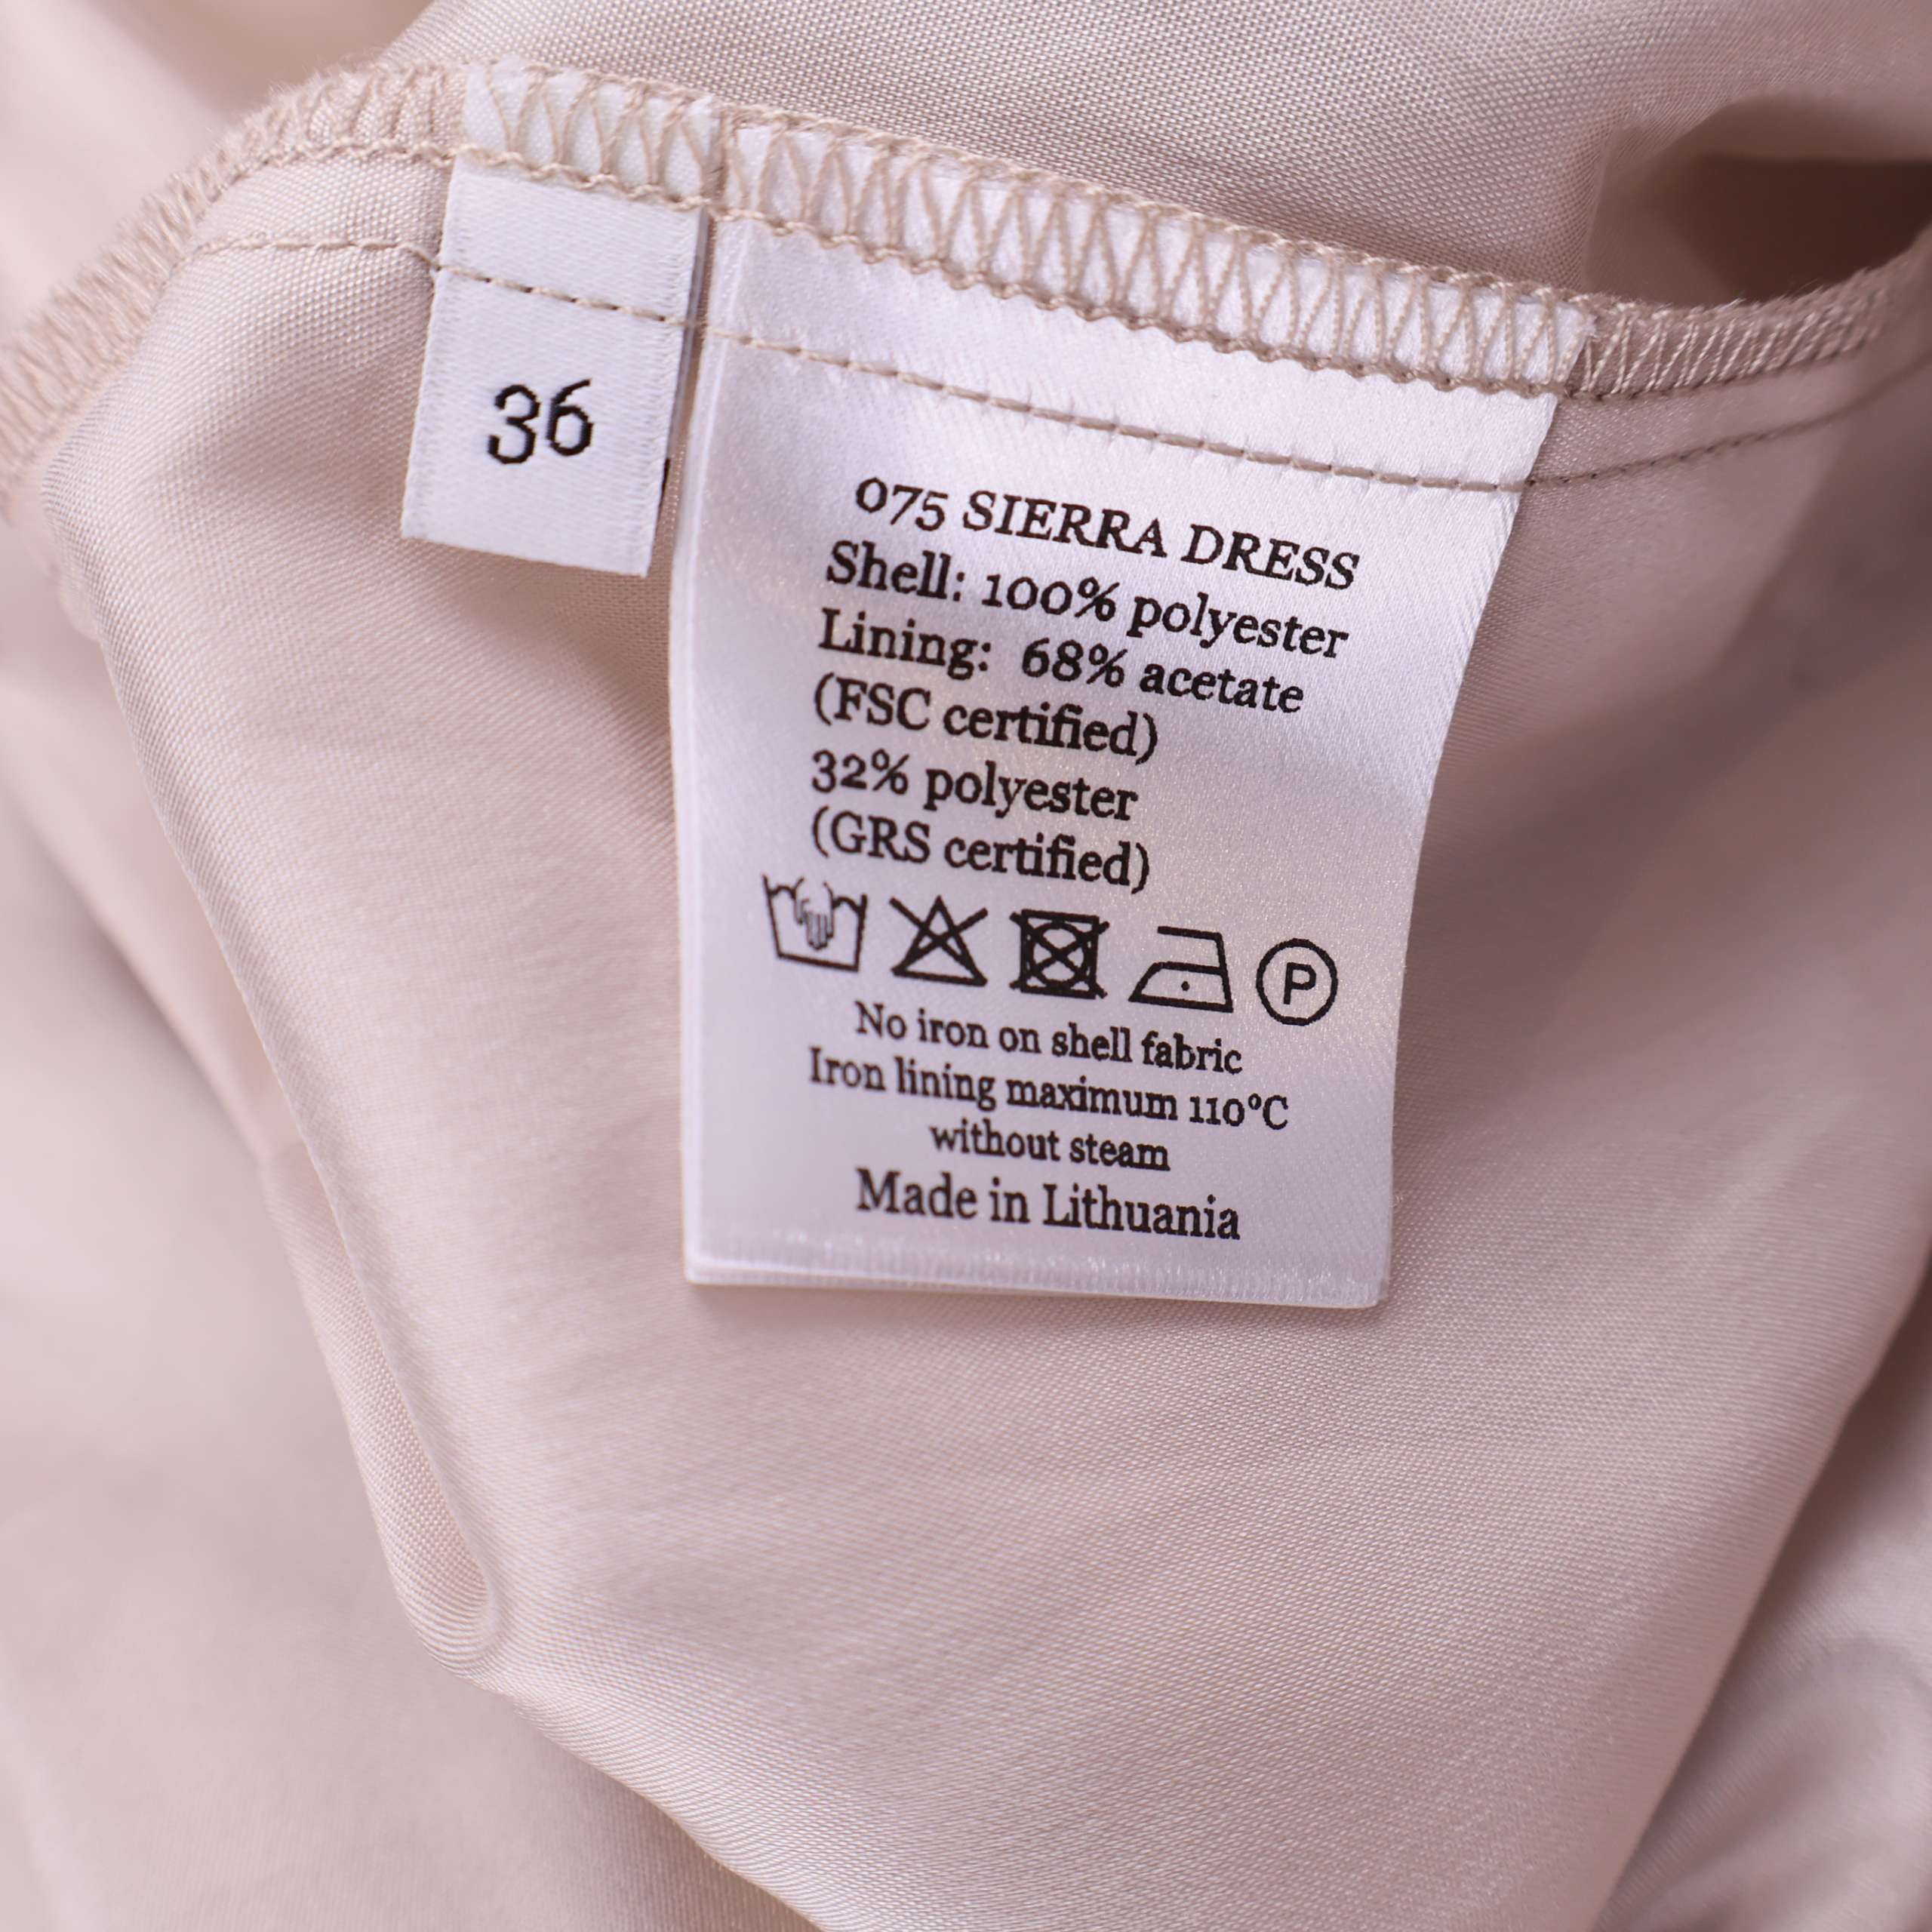 36
075 SIERRA DRESS
Shell: 100% polyester
Lining: 68% acetate
(FSC certified)
32% polyester
(GRS certified)
P
No iron on shell fabric
Iron lining maximum 110°C
without steam
Made in Lithuania